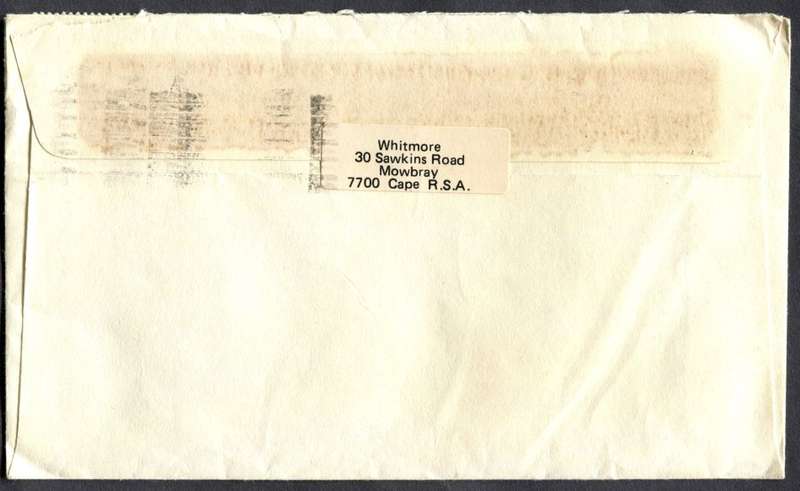 Whitmore
30 Sawkins Road
Mowbray
7700 Cape R.S.A.